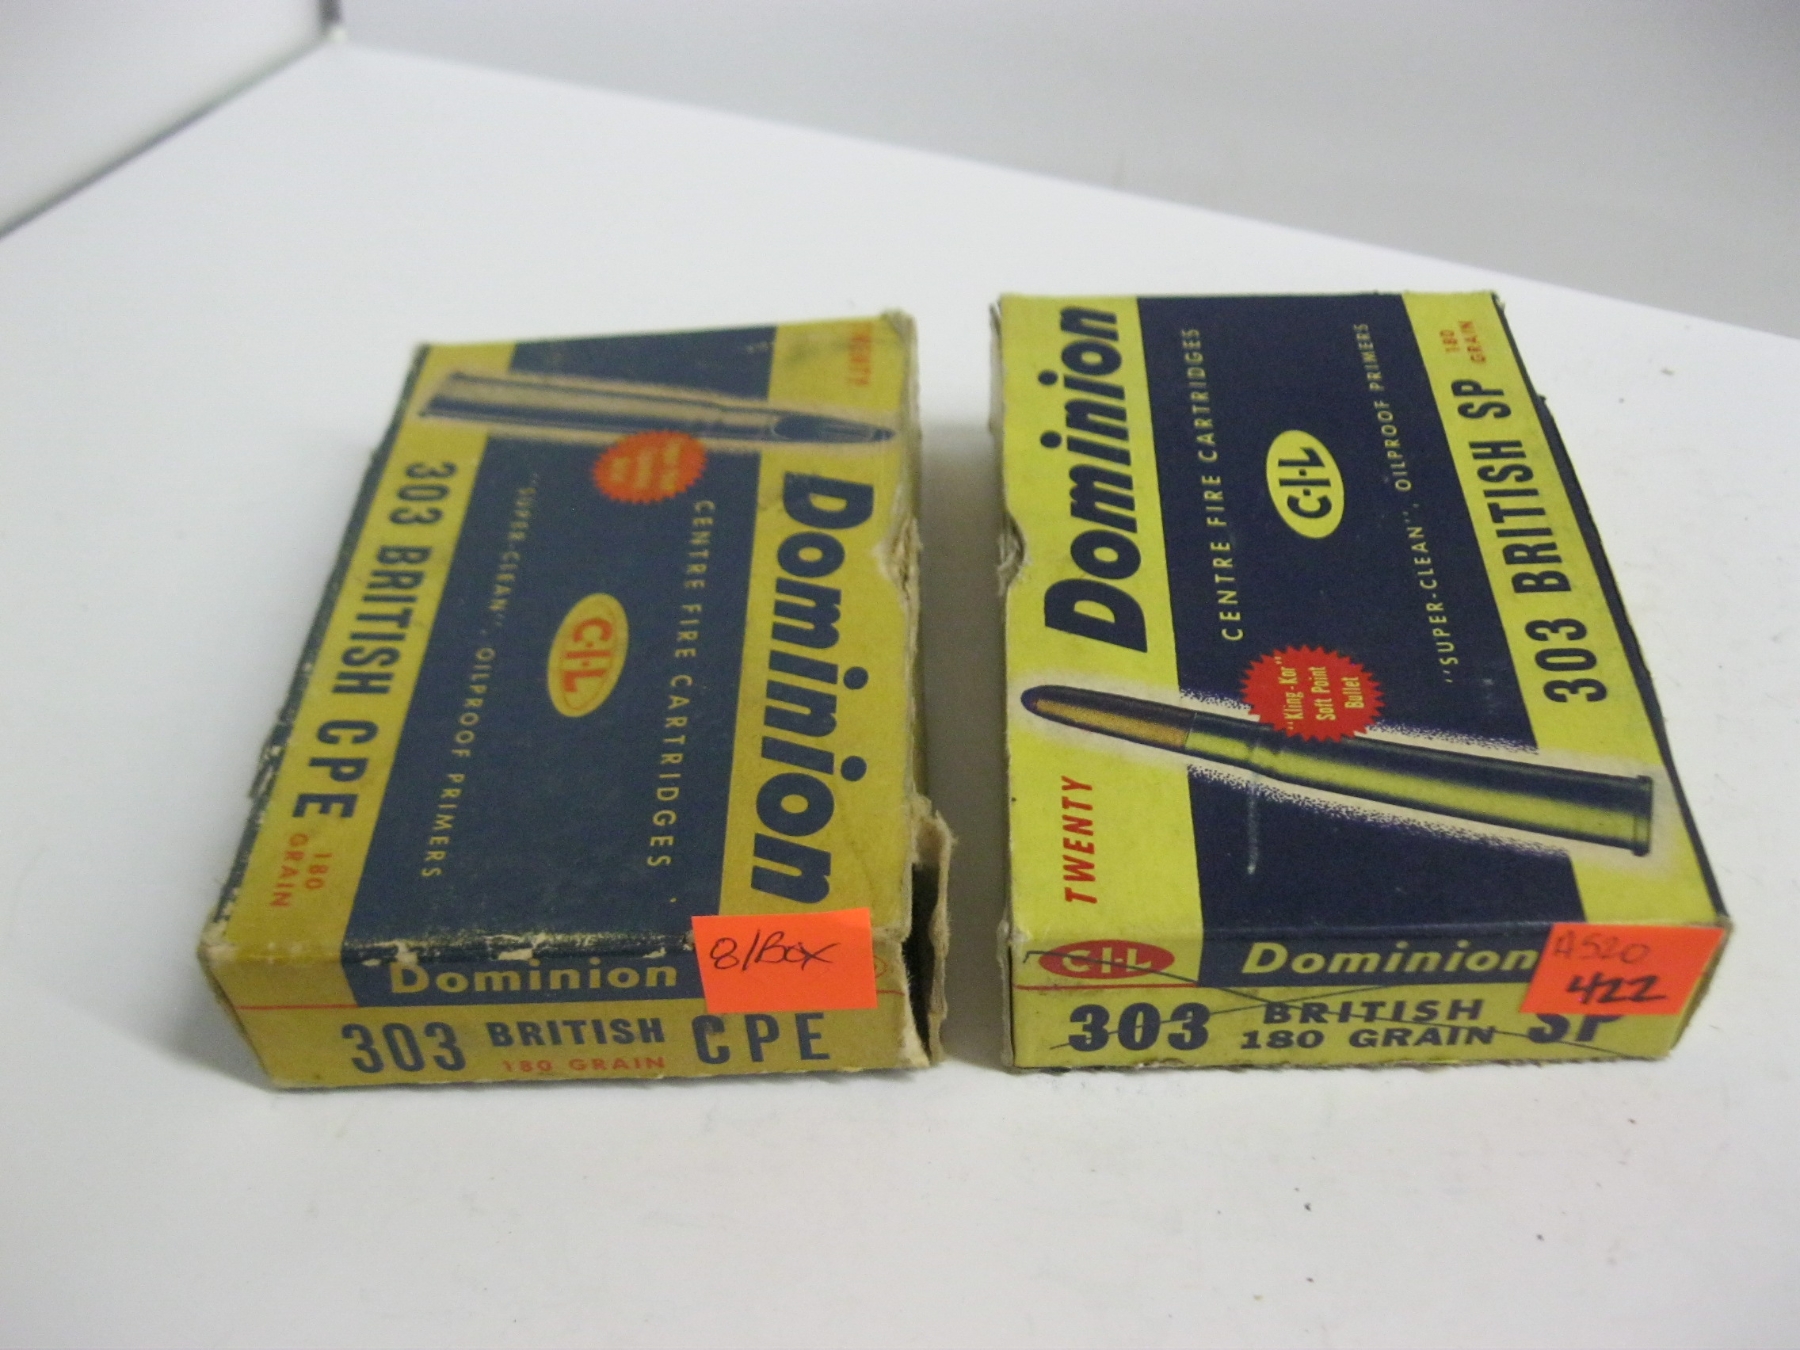 TWENTY
Dominion
CENTRE FIRE CARTRIDGES
C·I·L
"SUPER-CLEAN", OILPROOF PRIMERS
303 BRITISH CPE
180
GRAIN
Dominion
8/Box
303 BRITISH CPE
180 GRAIN
Dominion
TWENTY
CENTRE FIRE CARTRIDGES
C·I·L
"Kling-Kor"
Soft Point
Bullet
"SUPER-CLEAN", OILPROOF PRIMERS
303 BRITISH SP
180
GRAIN
C·I·L
Dominion
A520
422
303 BRITISH SP
180 GRAIN